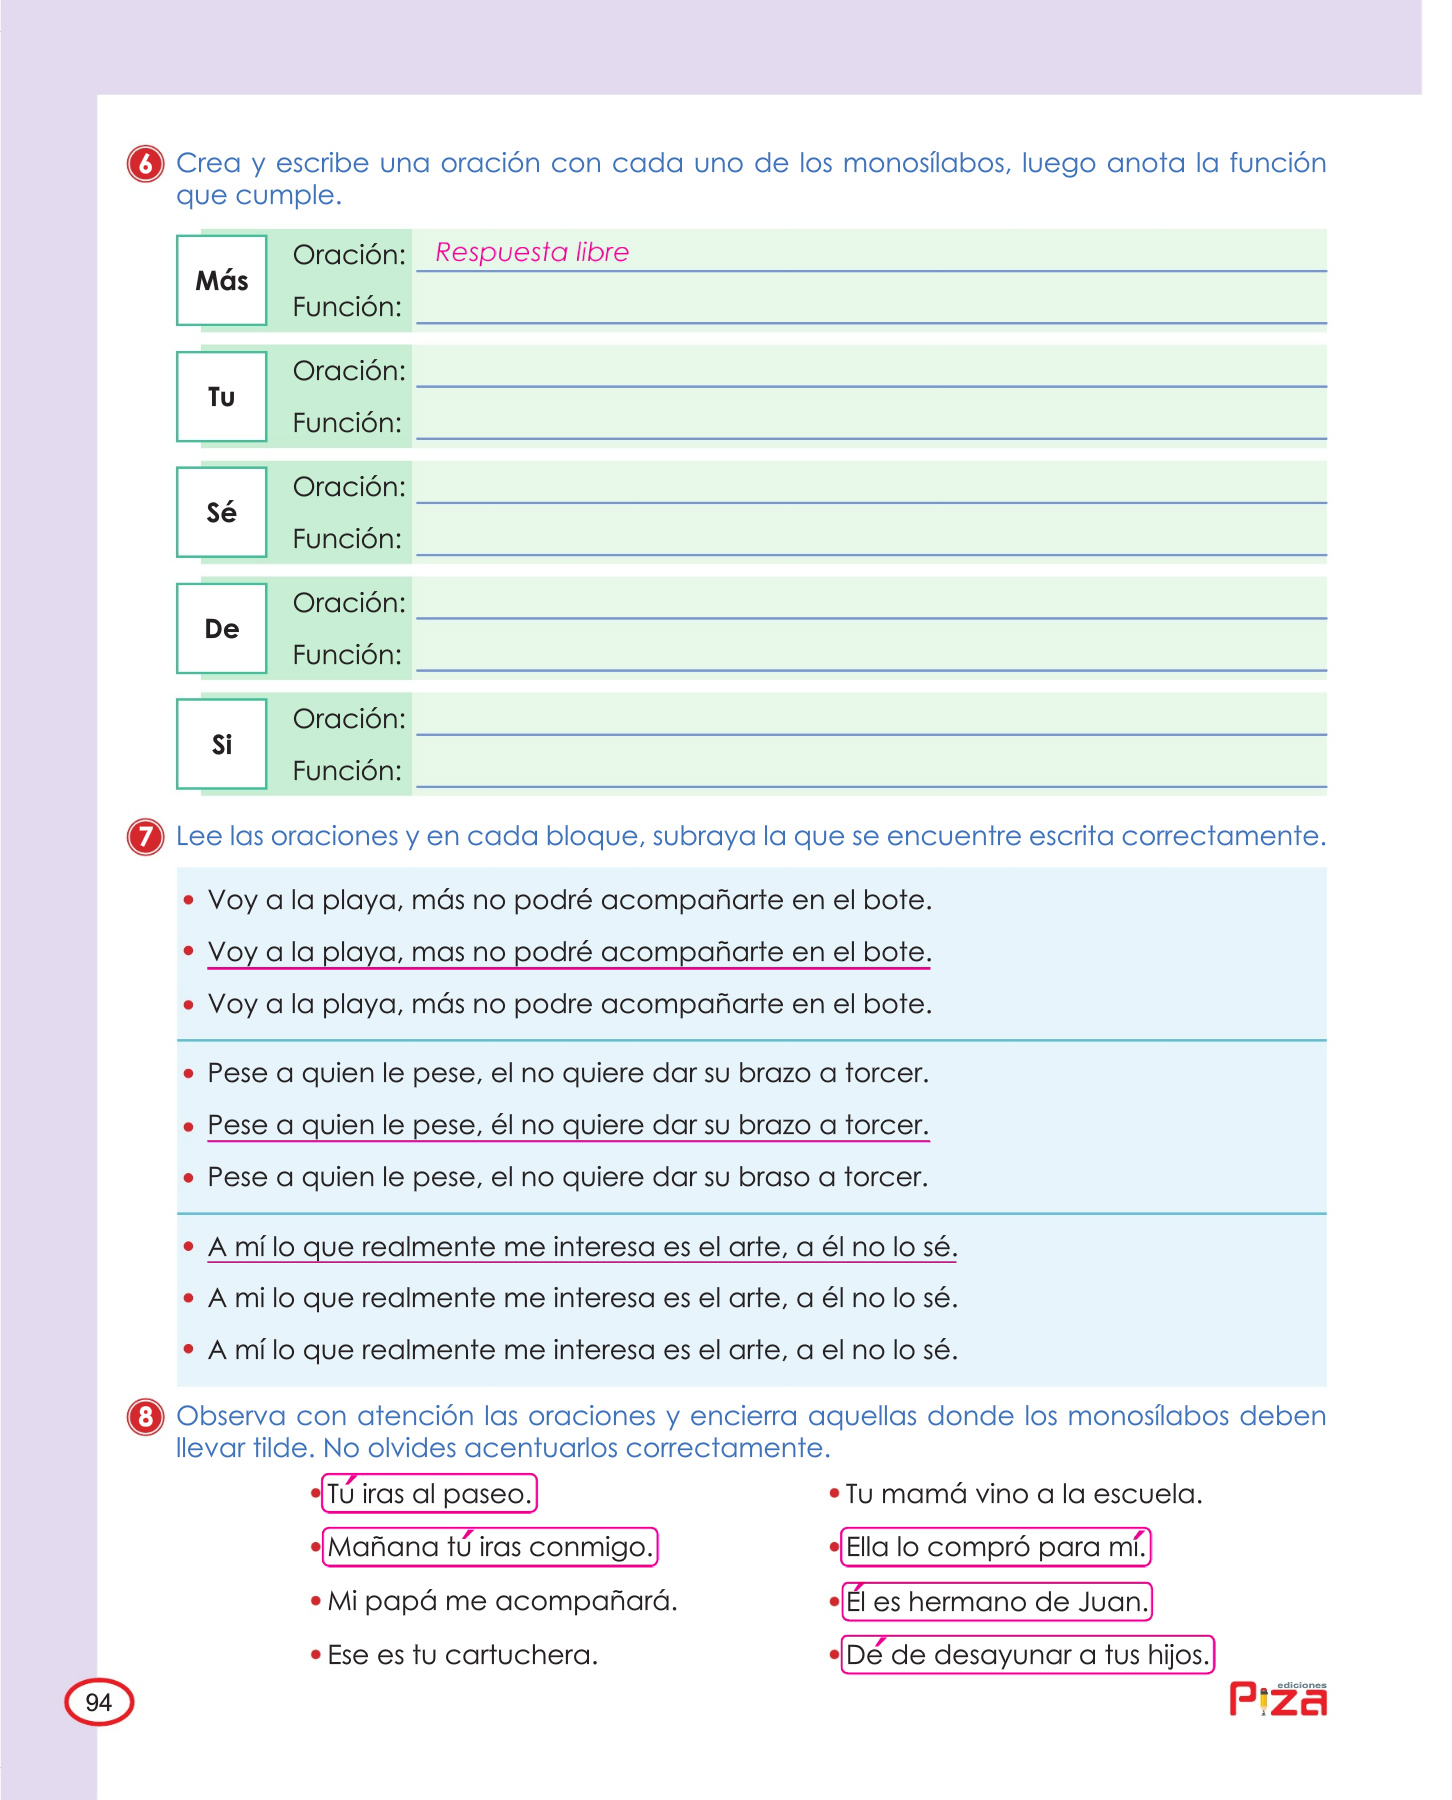 6 Crea y escribe una oración con cada uno de los monosílabos, luego anota la función
que cumple.
Más
Oración: Respuesta libre
Función:
Tu
Oración:
Función:
Sé
Oración:
Función:
De
Oración:
Función:
Si
Oración:
Función:
7 Lee las oraciones y en cada bloque, subraya la que se encuentre escrita correctamente.
• Voy a la playa, más no podré acompañarte en el bote.
• Voy a la playa, mas no podré acompañarte en el bote.
• Voy a la playa, más no podre acompañarte en el bote.
• Pese a quien le pese, el no quiere dar su brazo a torcer.
• Pese a quien le pese, él no quiere dar su brazo a torcer.
• Pese a quien le pese, el no quiere dar su braso a torcer.
• A mí lo que realmente me interesa es el arte, a él no lo sé.
• A mi lo que realmente me interesa es el arte, a él no lo sé.
• A mí lo que realmente me interesa es el arte, a el no lo sé.
8 Observa con atención las oraciones y encierra aquellas donde los monosílabos deben
llevar tilde. No olvides acentuarlos correctamente.
• Tú iras al paseo.
• Mañana tú iras conmigo.
• Mi papá me acompañará.
• Ese es tu cartuchera.
• Tu mamá vino a la escuela.
• Ella lo compró para mí.
• Él es hermano de Juan.
• Dé de desayunar a tus hijos.
94
ediciones
Piza